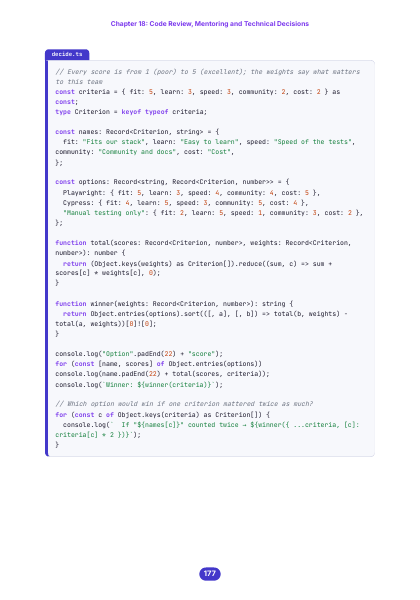 Chapter 18: Code Review, Mentoring and Technical Decisions
decide.ts
// Every score is from 1 (poor) to 5 (excellent); the weights say what matters
to this team
const criteria = { fit: 5, learn: 3, speed: 3, community: 2, cost: 2 } as
const;
type Criterion = keyof typeof criteria;
const names: Record<Criterion, string> = {
  fit: "Fits our stack", learn: "Easy to learn", speed: "Speed of the tests",
community: "Community and docs", cost: "Cost",
};
const options: Record<string, Record<Criterion, number>> = {
  Playwright: { fit: 5, learn: 3, speed: 4, community: 4, cost: 5 },
  Cypress: { fit: 4, learn: 5, speed: 3, community: 5, cost: 4 },
  "Manual testing only": { fit: 2, learn: 5, speed: 1, community: 3, cost: 2 },
};
function total(scores: Record<Criterion, number>, weights: Record<Criterion,
number>): number {
  return (Object.keys(weights) as Criterion[]).reduce((sum, c) => sum +
scores[c] * weights[c], 0);
}
function winner(weights: Record<Criterion, number>): string {
  return Object.entries(options).sort(([, a], [, b]) => total(b, weights) -
total(a, weights))[0]![0];
}
console.log("Option".padEnd(22) + "score");
for (const [name, scores] of Object.entries(options))
console.log(name.padEnd(22) + total(scores, criteria));
console.log(`Winner: ${winner(criteria)}`);
// Which option would win if one criterion mattered twice as much?
for (const c of Object.keys(criteria) as Criterion[]) {
  console.log(`  If "${names[c]}" counted twice → ${winner({ ...criteria, [c]:
criteria[c] * 2 })}`);
}
177